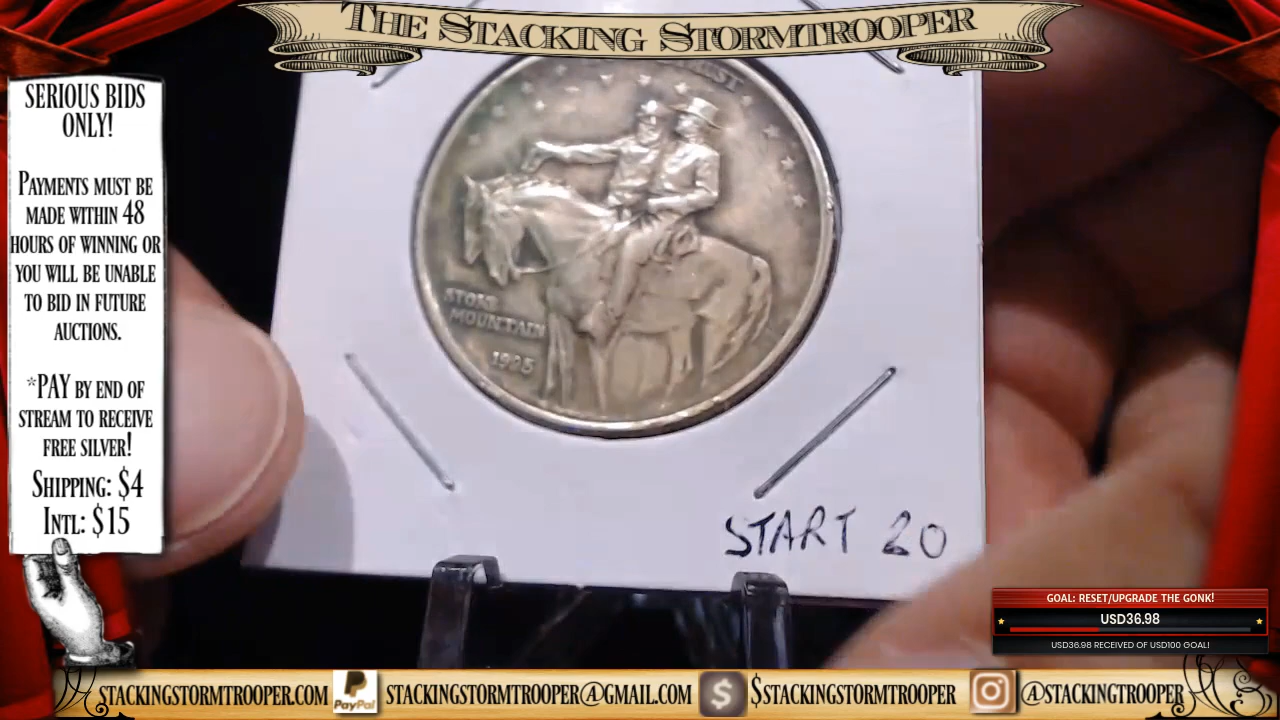 THE STACKING STORMTROOPER
SERIOUS BIDS
ONLY!
PAYMENTS MUST BE
MADE WITHIN 48
HOURS OF WINNING OR
YOU WILL BE UNABLE
TO BID IN FUTURE
AUCTIONS.
*PAY BY END OF
STREAM TO RECEIVE
FREE SILVER!
SHIPPING: $4
INTL: $15
STONE
MOUNTAIN
1925
START 20
GOAL: RESET/UPGRADE THE GONK!
USD36.98
USD36.98 RECEIVED OF USD100 GOAL!
STACKINGSTORMTROOPER.COM
PayPal
STACKINGSTORMTROOPER@GMAIL.COM
$
$STACKINGSTORMTROOPER
@STACKINGTROOPER